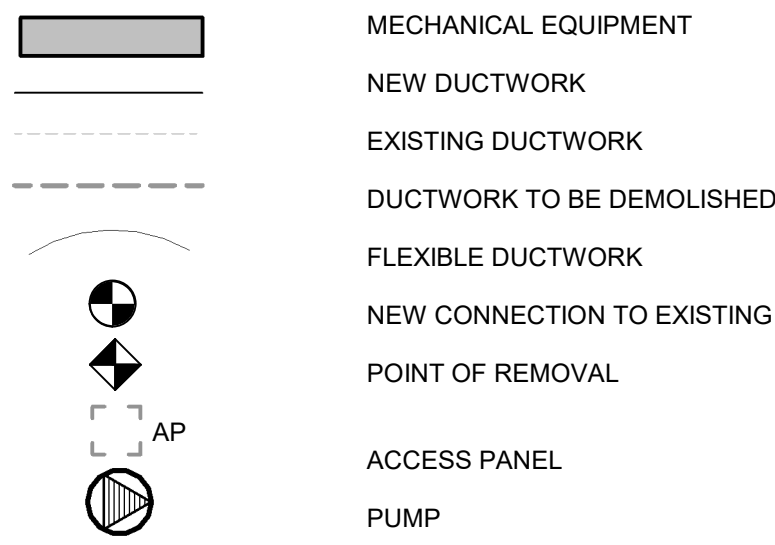 MECHANICAL EQUIPMENT
NEW DUCTWORK
EXISTING DUCTWORK
DUCTWORK TO BE DEMOLISHED
FLEXIBLE DUCTWORK
NEW CONNECTION TO EXISTING
POINT OF REMOVAL
AP
ACCESS PANEL
PUMP